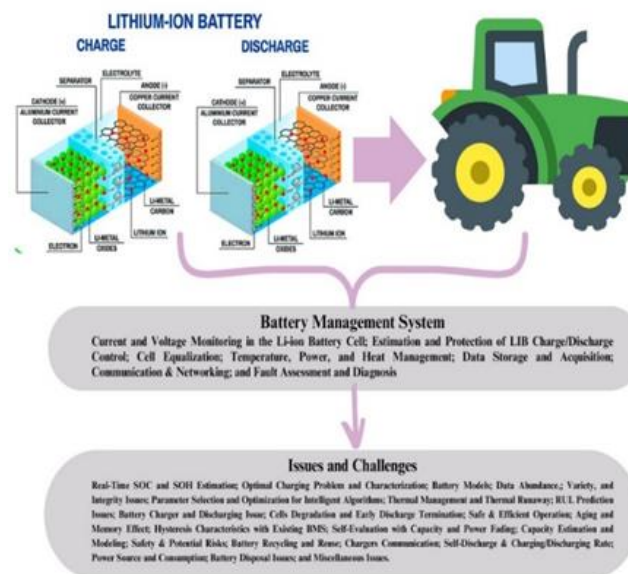 LITHIUM-ION BATTERY
CHARGE
DISCHARGE
ELECTROLYTE
SEPARATOR
ANODE (-)
COPPER CURRENT
COLLECTOR
CATHODE (+)
ALUMINIUM CURRENT
COLLECTOR
LI-METAL
CARBON
LITHIUM ION
LI-METAL
OXIDES
ELECTRON
ELECTROLYTE
SEPARATOR
ANODE (-)
COPPER CURRENT
COLLECTOR
CATHODE (+)
ALUMINIUM CURRENT
COLLECTOR
LI-METAL
CARBON
LITHIUM ION
LI-METAL
OXIDES
ELECTRON
Battery Management System
Current and Voltage Monitoring in the Li-ion Battery Cell; Estimation and Protection of LIB Charge/Discharge
Control; Cell Equalization; Temperature, Power, and Heat Management; Data Storage and Acquisition;
Communication & Networking; and Fault Assessment and Diagnosis
Issues and Challenges
Real-Time SOC and SOH Estimation; Optimal Charging Problem and Characterization; Battery Models; Data Abundance,; Variety, and
Integrity Issues; Parameter Selection and Optimization for Intelligent Algorithms; Thermal Management and Thermal Runaway; RUL Prediction
Issues; Battery Charger and Discharging Issue; Cells Degradation and Early Discharge Termination; Safe & Efficient Operation; Aging and
Memory Effect; Hysteresis Characteristics with Existing BMS; Self-Evaluation with Capacity and Power Fading; Capacity Estimation and
Modeling; Safety & Potential Risks; Battery Recycling and Reuse; Chargers Communication; Self-Discharge & Charging/Discharging Rate;
Power Source and Consumption; Battery Disposal Issues; and Miscellaneous Issues.